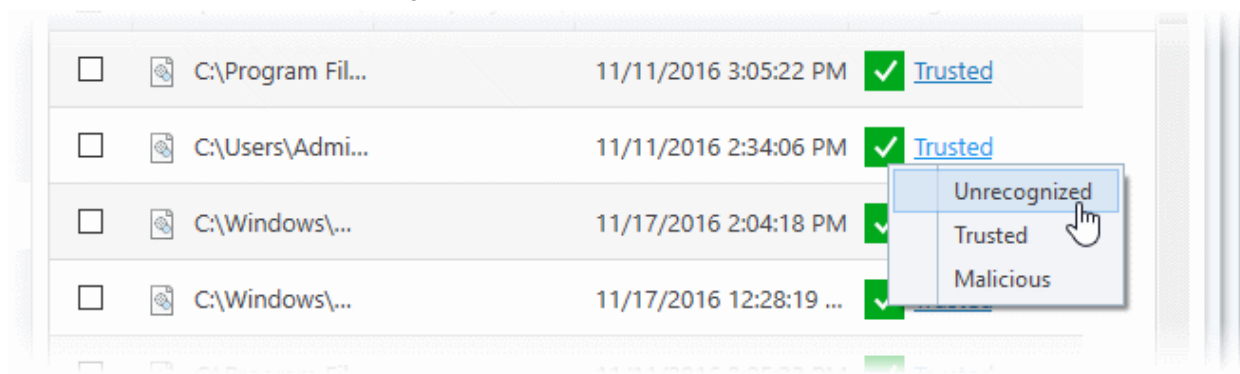 C:\Program Fil... 11/11/2016 3:05:22 PM Trusted
C:\Users\Admi... 11/11/2016 2:34:06 PM Trusted
Unrecognized
C:\Windows\... 11/17/2016 2:04:18 PM
Trusted
Malicious
C:\Windows\... 11/17/2016 12:28:19 ...